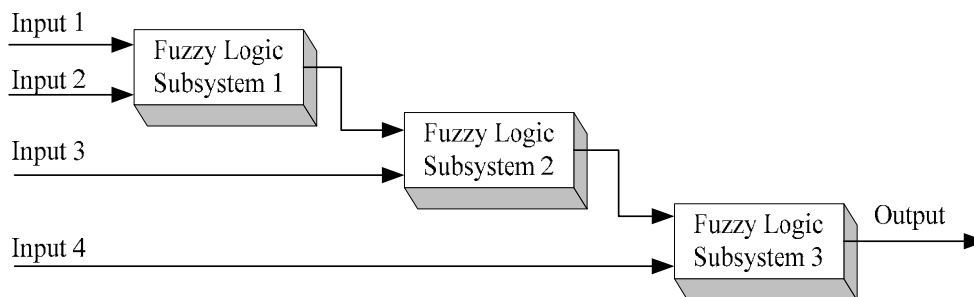 Input 1
Fuzzy Logic
Subsystem 1
Input 2
Fuzzy Logic
Subsystem 2
Input 3
Fuzzy Logic
Subsystem 3
Output
Input 4